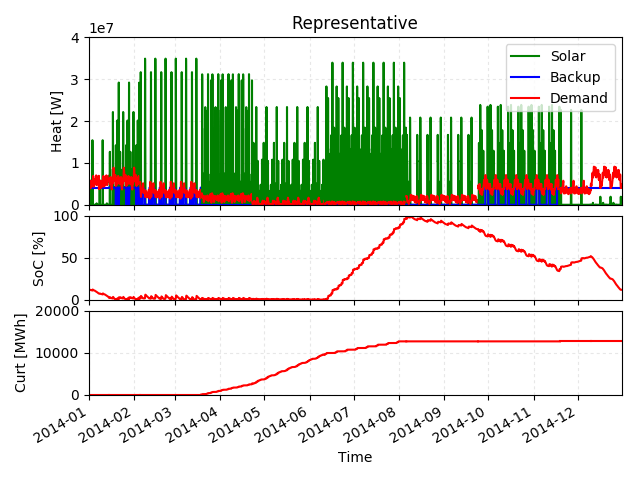 Representative
1e7
4
3
2
1
0
Heat [W]
Solar
Backup
Demand
100
50
0
SoC [%]
20000
10000
0
Curt [MWh]
2014-01
2014-02
2014-03
2014-04
2014-05
2014-06
2014-07
2014-08
2014-09
2014-10
2014-11
2014-12
Time